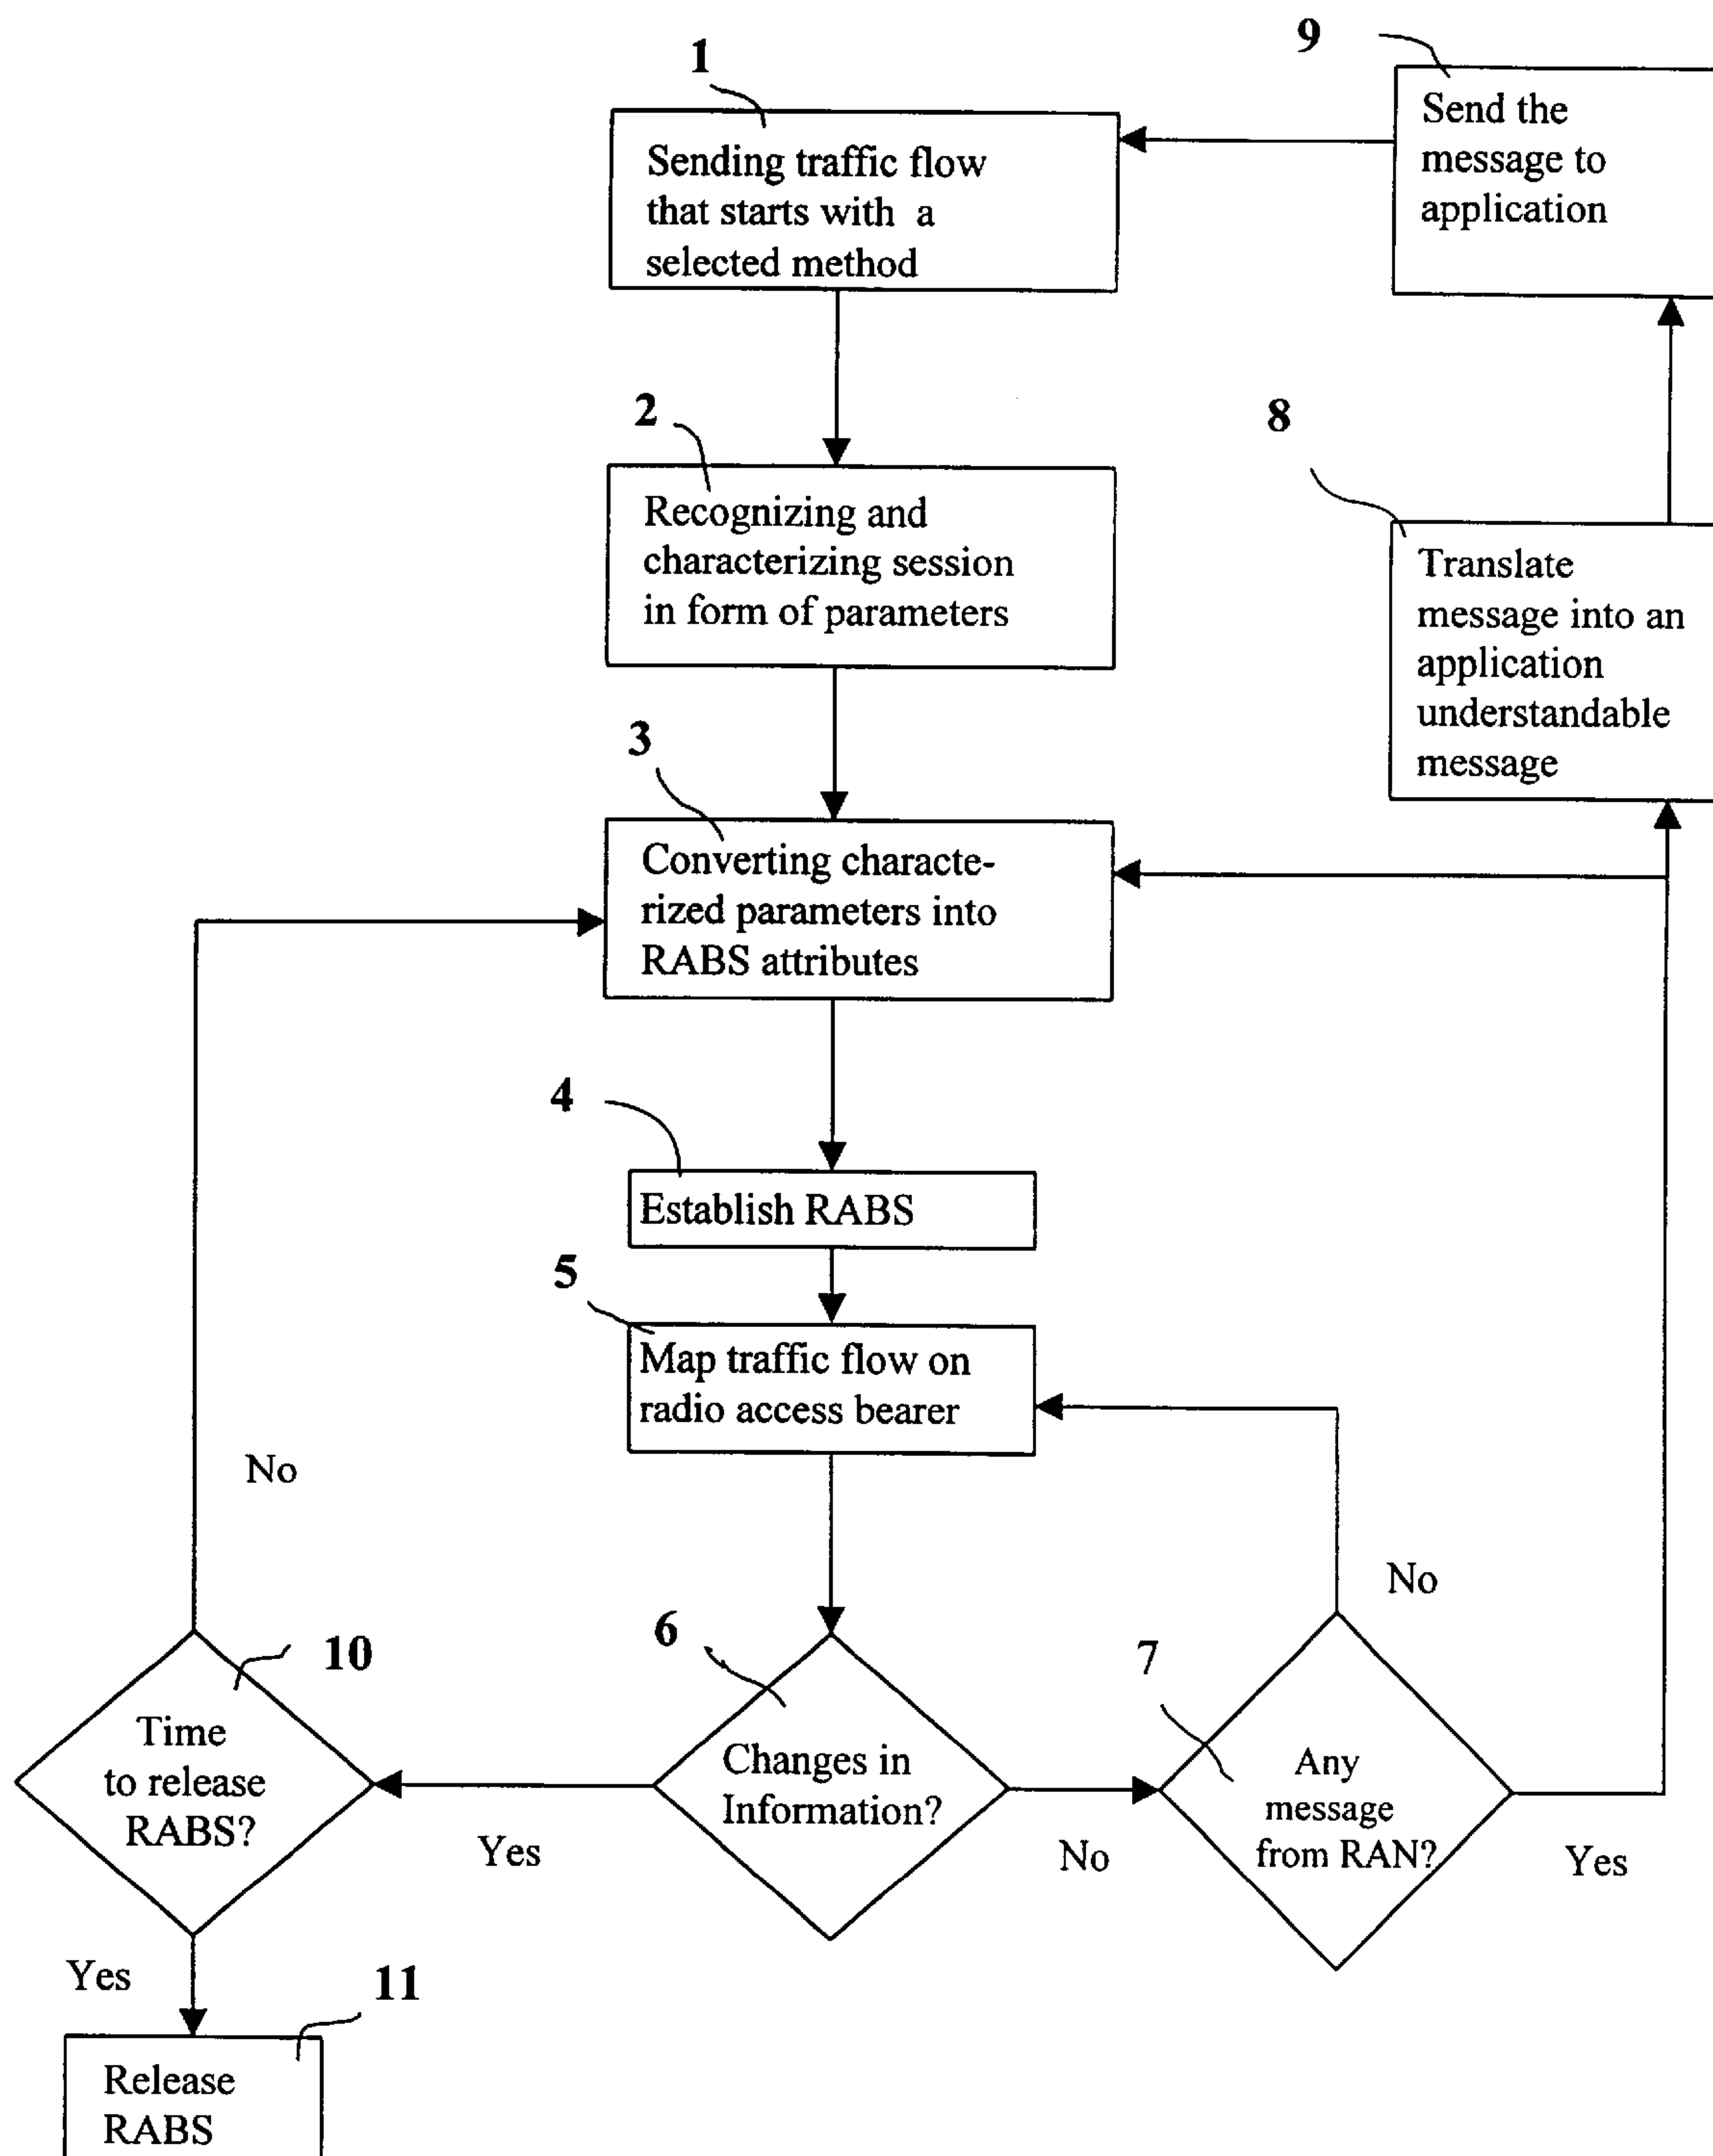 1
Sending traffic flow
that starts with a
selected method
9
Send the
message to
application
2
Recognizing and
characterizing session
in form of parameters
8
Translate
message into an
application
understandable
message
3
Converting characte-
rized parameters into
RABS attributes
4
Establish RABS
5
Map traffic flow on
radio access bearer
No
No
10
Time
to release
RABS?
6
Changes in
Information?
7
Any
message
from RAN?
Yes
No
Yes
Yes
11
Release
RABS